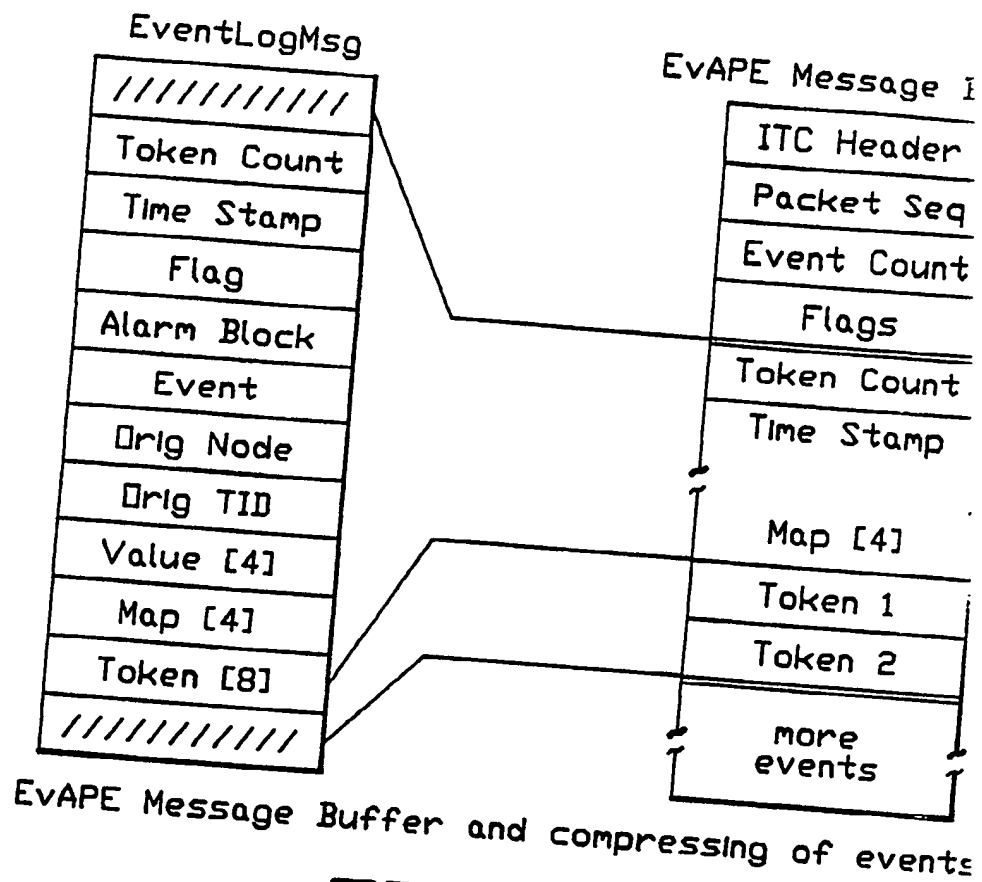 EventLogMsg
Token Count
Time Stamp
Flag
Alarm Block
Event
Orig Node
Orig TID
Value [4]
Map [4]
Token [8]
EvAPE Message
ITC Header
Packet Seq
Event Count
Flags
Token Count
Time Stamp
Map [4]
Token 1
Token 2
more
events
EvAPE Message Buffer and compressing of events